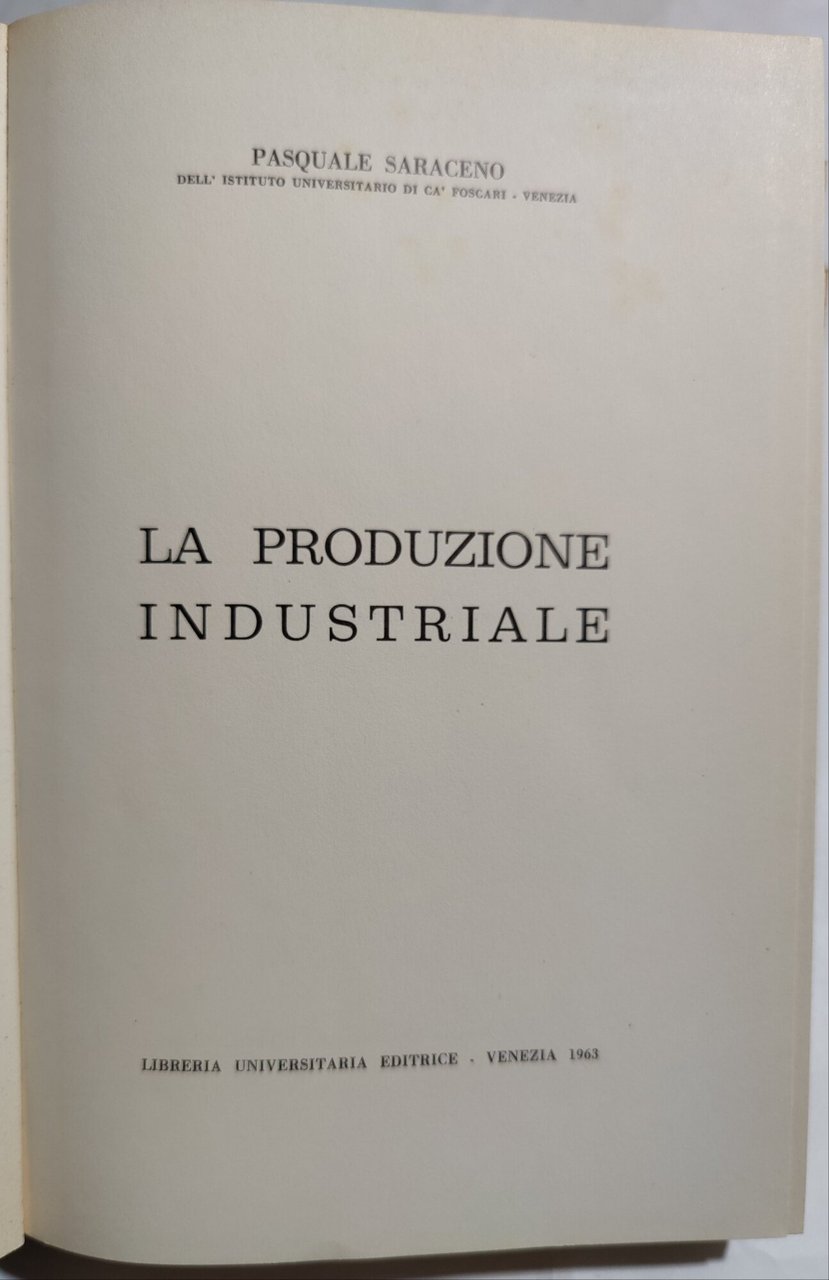 PASQUALE SARACENO
DELL' ISTITUTO UNIVERSITARIO DI CA' FOSCARI - VENEZIA
LA PRODUZIONE
INDUSTRIALE
LIBRERIA UNIVERSITARIA EDITRICE - VENEZIA 1963